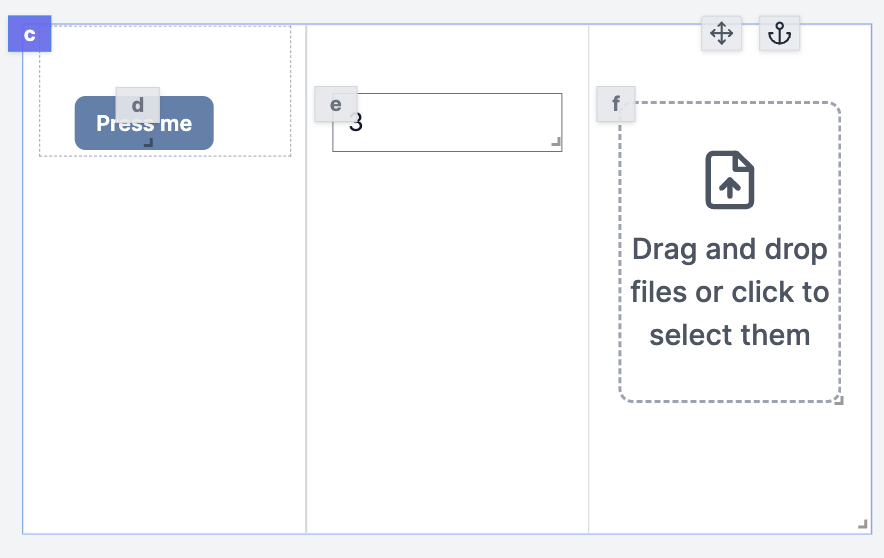 c
d
Press me
e
3
f
Drag and drop
files or click to
select them